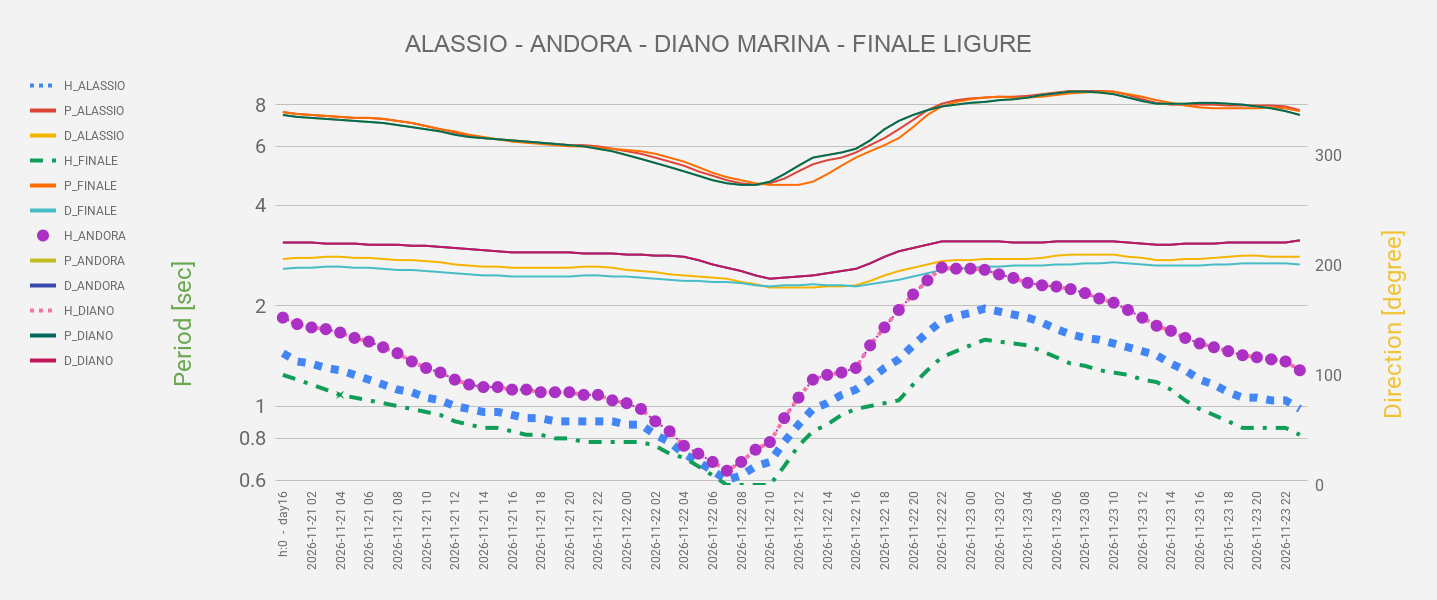 ALASSIO - ANDORA - DIANO MARINA - FINALE LIGURE
H_ALASSIO
P_ALASSIO
D_ALASSIO
H_FINALE
P_FINALE
D_FINALE
H_ANDORA
P_ANDORA
D_ANDORA
H_DIANO
P_DIANO
D_DIANO
Period [sec]
8
6
4
2
1
0.8
0.6
300
200
100
0
Direction [degree]
h:0 - day16
2026-11-21 02
2026-11-21 04
2026-11-21 06
2026-11-21 08
2026-11-21 10
2026-11-21 12
2026-11-21 14
2026-11-21 16
2026-11-21 18
2026-11-21 20
2026-11-21 22
2026-11-22 00
2026-11-22 02
2026-11-22 04
2026-11-22 06
2026-11-22 08
2026-11-22 10
2026-11-22 12
2026-11-22 14
2026-11-22 16
2026-11-22 18
2026-11-22 20
2026-11-22 22
2026-11-23 00
2026-11-23 02
2026-11-23 04
2026-11-23 06
2026-11-23 08
2026-11-23 10
2026-11-23 12
2026-11-23 14
2026-11-23 16
2026-11-23 18
2026-11-23 20
2026-11-23 22